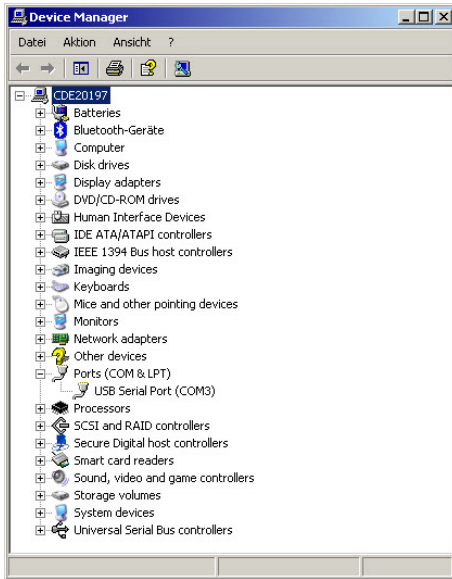 Device Manager
Datei Aktion Ansicht ?
CDE20197
Batteries
Bluetooth-Geräte
Computer
Disk drives
Display adapters
DVD/CD-ROM drives
Human Interface Devices
IDE ATA/ATAPI controllers
IEEE 1394 Bus host controllers
Imaging devices
Keyboards
Mice and other pointing devices
Monitors
Network adapters
Other devices
Ports (COM & LPT)
USB Serial Port (COM3)
Processors
SCSI and RAID controllers
Secure Digital host controllers
Smart card readers
Sound, video and game controllers
Storage volumes
System devices
Universal Serial Bus controllers